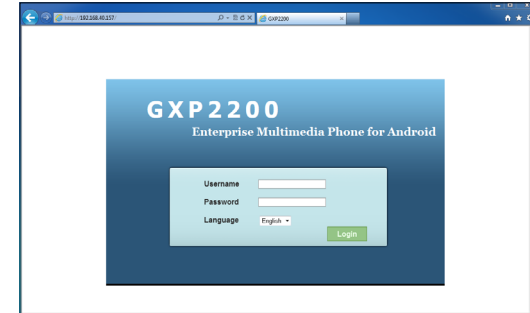 http://192.168.40.157/
GXP2200
GXP2200
Enterprise Multimedia Phone for Android
Username
Password
Language English
Login